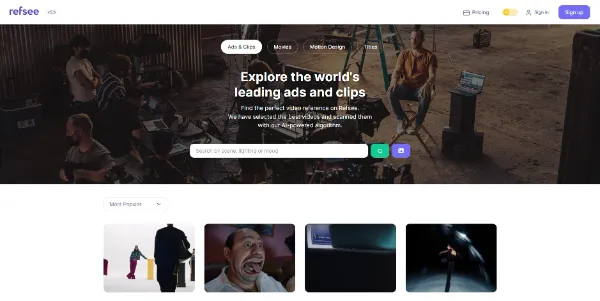 refsee
Pricing
Sign in
Sign up
Ads & Clips
Movies
Motion Design
Titles
Explore the world's
leading ads and clips
Find the perfect video reference on Refsee.
We have selected the best videos and scanned them
with our AI-powered algorithm.
Search by scene, lighting or mood
Most Popular